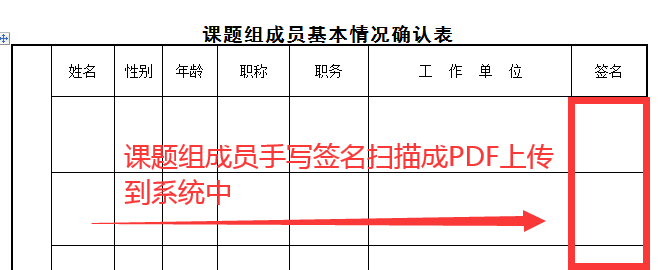 课题组成员基本情况确认表
姓名 性别 年龄 职称 职务 工 作 单 位 签名
课题组成员手写签名扫描成PDF上传
到系统中